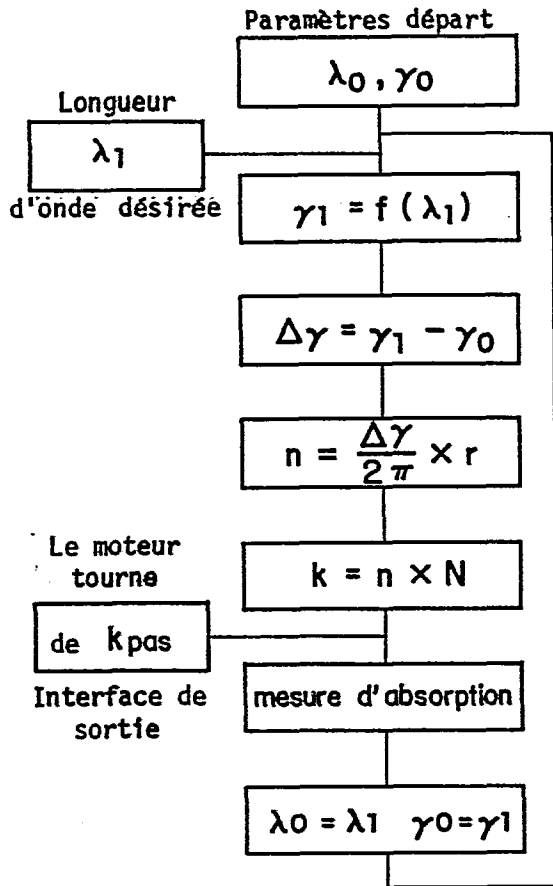 Paramètres départ
λ0 , γ0
Longueur
λ1
d'onde désirée
γ1 = f ( λ1 )
Δγ = γ1 − γ0
n = Δγ / 2π × r
Le moteur
tourne
k = n × N
de k pas
Interface de
sortie
mesure d'absorption
λ0 = λ1 γ0 = γ1